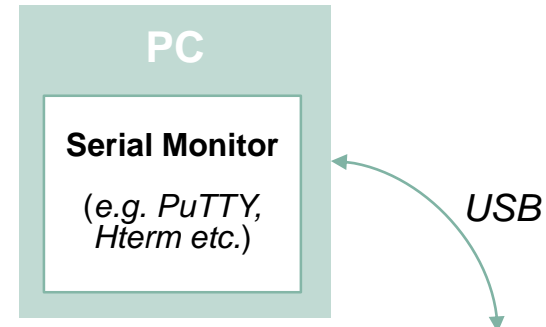 PC
Serial Monitor
(e.g. PuTTY,
Hterm etc.)
USB